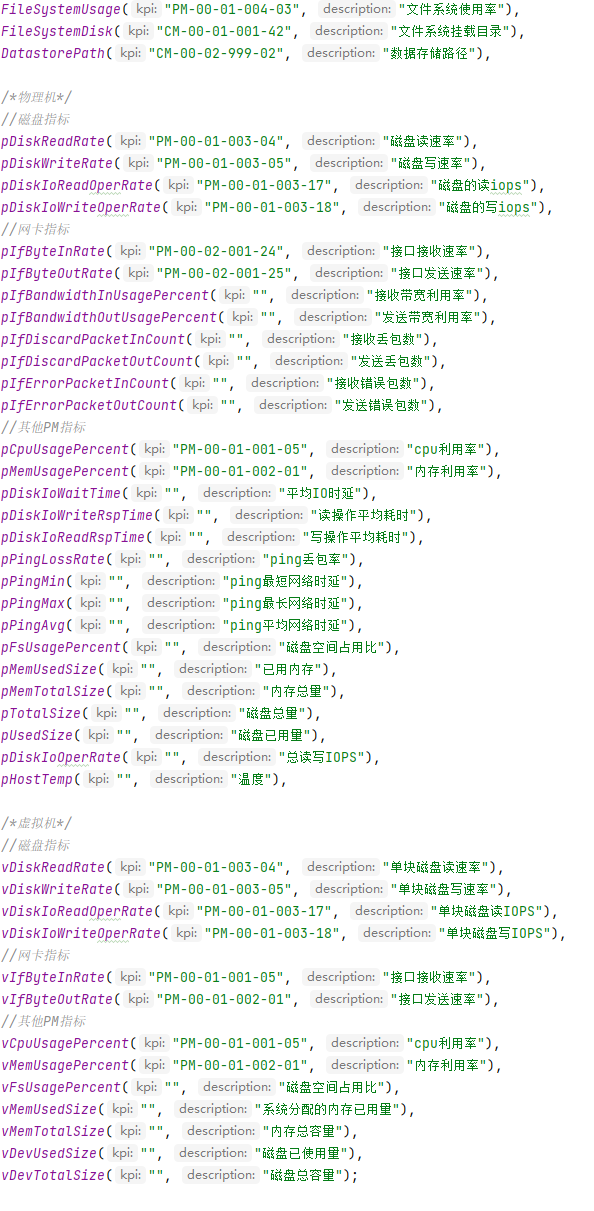 FileSystemUsage( kpi: "PM-00-01-004-03", description: "文件系统使用率"),
FileSystemDisk( kpi: "CM-00-01-001-42", description: "文件系统挂载目录"),
DatastorePath( kpi: "CM-00-02-999-02", description: "数据存储路径"),
/*物理机*/
//磁盘指标
pDiskReadRate( kpi: "PM-00-01-003-04", description: "磁盘读速率"),
pDiskWriteRate( kpi: "PM-00-01-003-05", description: "磁盘写速率"),
pDiskIoReadOperRate( kpi: "PM-00-01-003-17", description: "磁盘的读iops"),
pDiskIoWriteOperRate( kpi: "PM-00-01-003-18", description: "磁盘的写iops"),
//网卡指标
pIfByteInRate( kpi: "PM-00-02-001-24", description: "接口接收速率"),
pIfByteOutRate( kpi: "PM-00-02-001-25", description: "接口发送速率"),
pIfBandwidthInUsagePercent( kpi: "", description: "接收带宽利用率"),
pIfBandwidthOutUsagePercent( kpi: "", description: "发送带宽利用率"),
pIfDiscardPacketInCount( kpi: "", description: "接收丢包数"),
pIfDiscardPacketOutCount( kpi: "", description: "发送丢包数"),
pIfErrorPacketInCount( kpi: "", description: "接收错误包数"),
pIfErrorPacketOutCount( kpi: "", description: "发送错误包数"),
//其他PM指标
pCpuUsagePercent( kpi: "PM-00-01-001-05", description: "cpu利用率"),
pMemUsagePercent( kpi: "PM-00-01-002-01", description: "内存利用率"),
pDiskIoWaitTime( kpi: "", description: "平均IO时延"),
pDiskIoWriteRspTime( kpi: "", description: "读操作平均耗时"),
pDiskIoReadRspTime( kpi: "", description: "写操作平均耗时"),
pPingLossRate( kpi: "", description: "ping丢包率"),
pPingMin( kpi: "", description: "ping最短网络时延"),
pPingMax( kpi: "", description: "ping最长网络时延"),
pPingAvg( kpi: "", description: "ping平均网络时延"),
pFsUsagePercent( kpi: "", description: "磁盘空间占用比"),
pMemUsedSize( kpi: "", description: "已用内存"),
pMemTotalSize( kpi: "", description: "内存总量"),
pTotalSize( kpi: "", description: "磁盘总量"),
pUsedSize( kpi: "", description: "磁盘已用量"),
pDiskIoOperRate( kpi: "", description: "总读写IOPS"),
pHostTemp( kpi: "", description: "温度"),
/*虚拟机*/
//磁盘指标
vDiskReadRate( kpi: "PM-00-01-003-04", description: "单块磁盘读速率"),
vDiskWriteRate( kpi: "PM-00-01-003-05", description: "单块磁盘写速率"),
vDiskIoReadOperRate( kpi: "PM-00-01-003-17", description: "单块磁盘读IOPS"),
vDiskIoWriteOperRate( kpi: "PM-00-01-003-18", description: "单块磁盘写IOPS"),
//网卡指标
vIfByteInRate( kpi: "PM-00-01-001-05", description: "接口接收速率"),
vIfByteOutRate( kpi: "PM-00-01-002-01", description: "接口发送速率"),
//其他PM指标
vCpuUsagePercent( kpi: "PM-00-01-001-05", description: "cpu利用率"),
vMemUsagePercent( kpi: "PM-00-01-002-01", description: "内存利用率"),
vFsUsagePercent( kpi: "", description: "磁盘空间占用比"),
vMemUsedSize( kpi: "", description: "系统分配的内存已用量"),
vMemTotalSize( kpi: "", description: "内存总容量"),
vDevUsedSize( kpi: "", description: "磁盘已使用量"),
vDevTotalSize( kpi: "", description: "磁盘总容量");